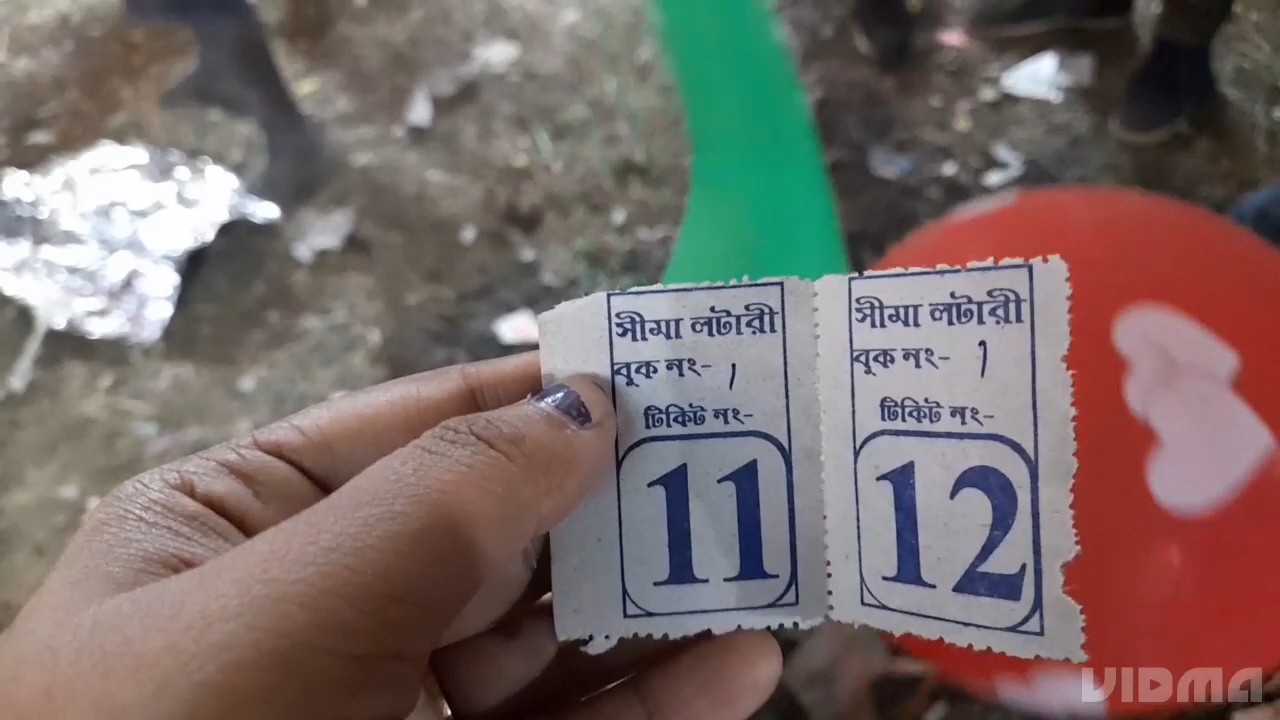 সীমা লটারী
বুক নং- 1
টিকিট নং-
11
সীমা লটারী
বুক নং- 1
টিকিট নং-
12
VIDMA